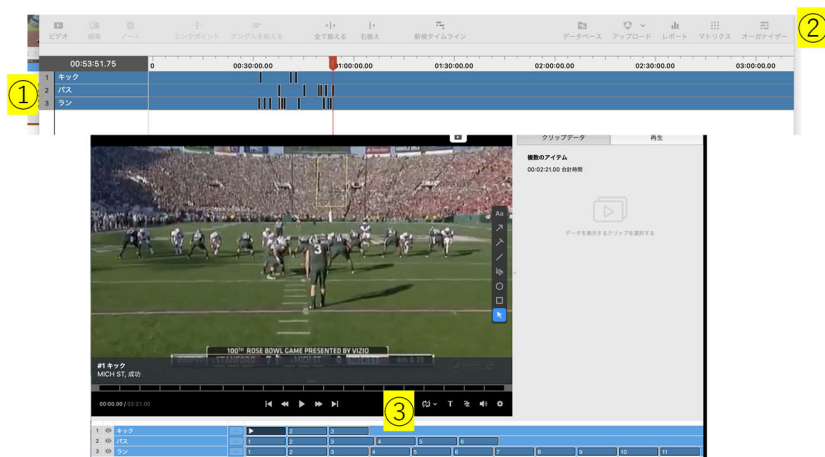 ②
ビデオ 編集 ノート シンクポイント アングルを換える 全て揃える 右揃え 新規タイムライン データベース アップロード レポート マトリクス オーガナイザー
00:53:51.75 0 00:30:00.00 01:00:00.00 01:30:00.00 02:00:00.00 02:30:00.00 03:00:00.00
①
1 キック
2 パス
3 ラン
クリップデータ 再生
複数のアイテム
00:02:21.00 合計時間
データを表示するクリップを選択する
Aa
3
100TH ROSE BOWL GAME PRESENTED BY VIZIO
#1 キック
MICH ST, 成功
00:00.00 / 02:21.00
③
T
1 キック 2 3
2 パス 1 2 3 4 5 6
3 ラン 1 2 3 4 5 6 7 8 9 10 11